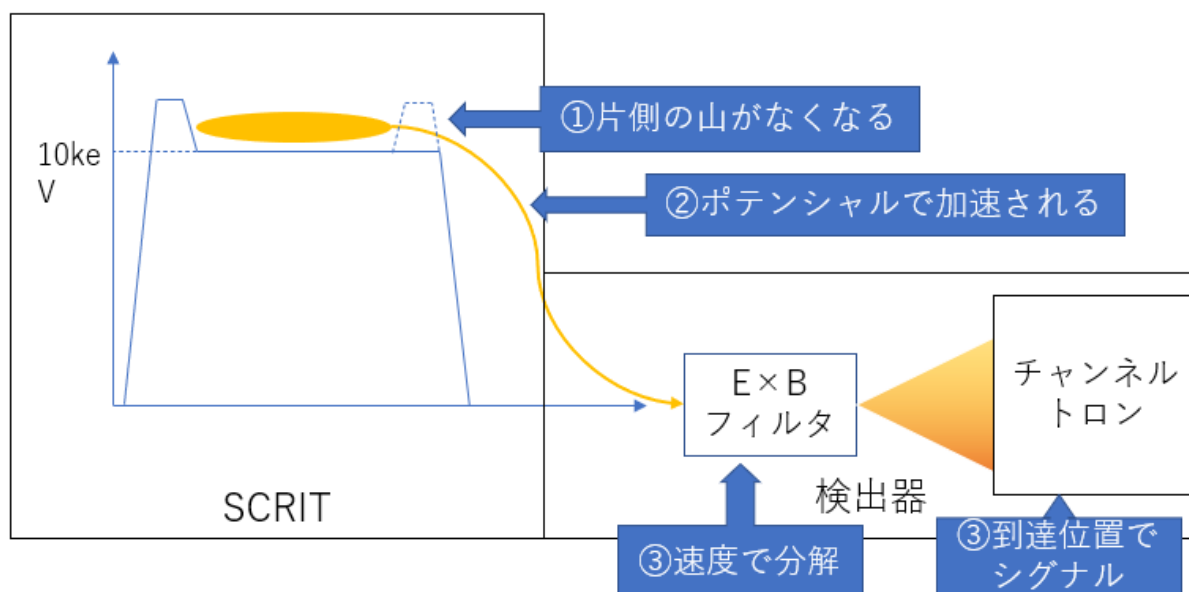 ①片側の山がなくなる
10ke
V
②ポテンシャルで加速される
E×B
フィルタ
チャンネル
トロン
検出器
SCRIT
③速度で分解
③到達位置で
シグナル